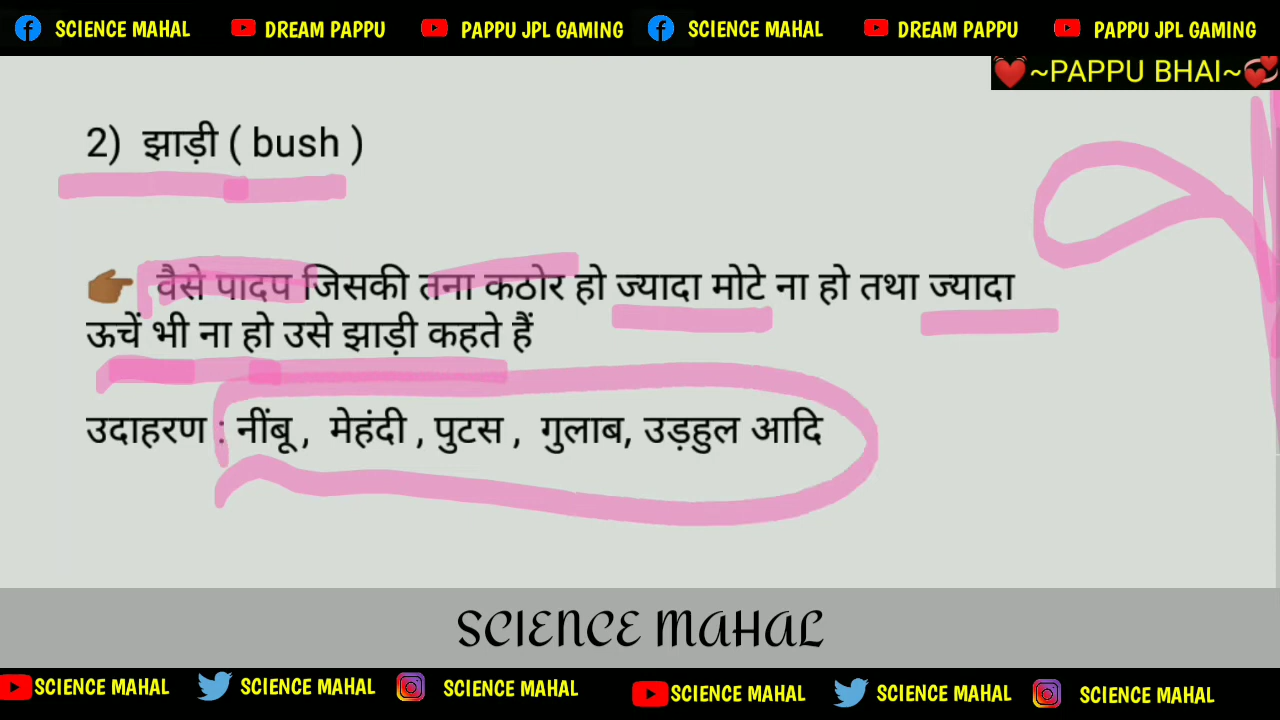 SCIENCE MAHAL DREAM PAPPU PAPPU JPL GAMING SCIENCE MAHAL DREAM PAPPU PAPPU JPL GAMING
~PAPPU BHAI~
2) झाड़ी ( bush )
वैसे पादप जिसकी तना कठोर हो ज्यादा मोटे ना हो तथा ज्यादा
ऊचें भी ना हो उसे झाड़ी कहते हैं
उदाहरण : नींबू , मेहंदी , पुटस , गुलाब, उड़हुल आदि
SCIENCE MAHAL
SCIENCE MAHAL SCIENCE MAHAL SCIENCE MAHAL SCIENCE MAHAL SCIENCE MAHAL SCIENCE MAHAL